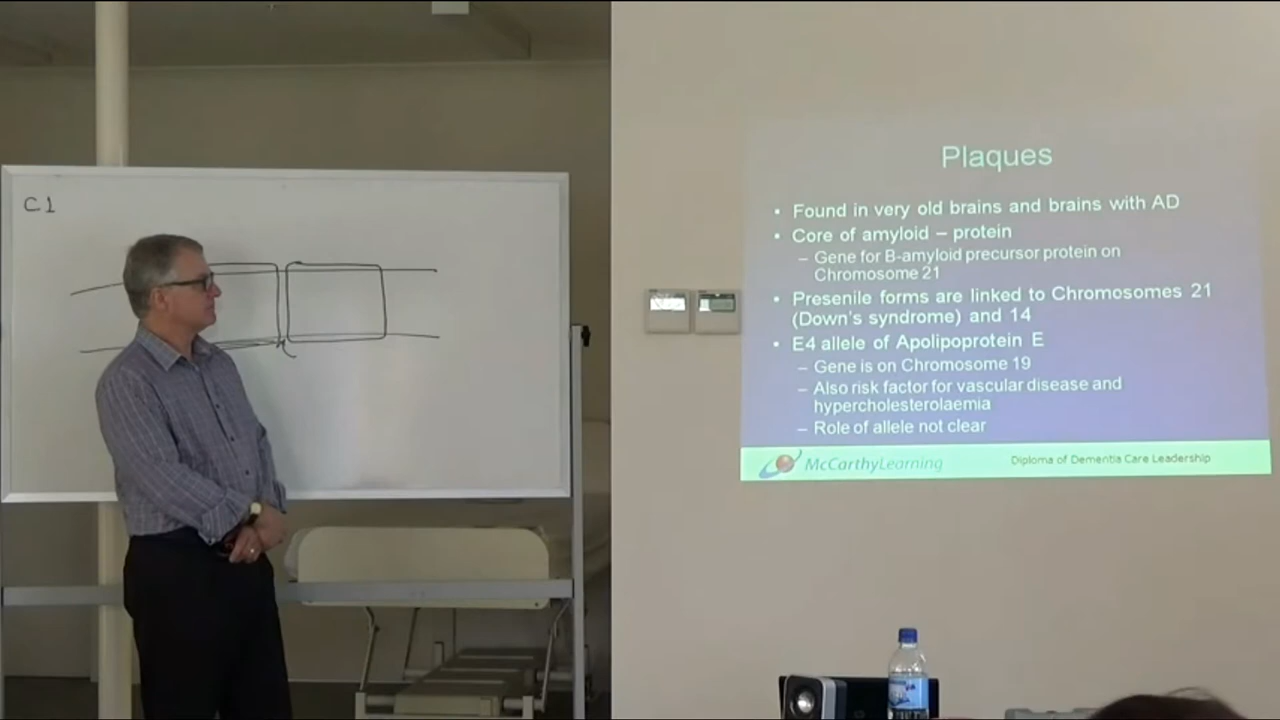 C1
Plaques
• Found in very old brains and brains with AD
• Core of amyloid – protein
– Gene for B-amyloid precursor protein on
Chromosome 21
• Presenile forms are linked to Chromosomes 21
(Down's syndrome) and 14
• E4 allele of Apolipoprotein E
– Gene is on Chromosome 19
– Also risk factor for vascular disease and
hypercholesterolaemia
– Role of allele not clear
McCarthyLearning
Diploma of Dementia Care Leadership